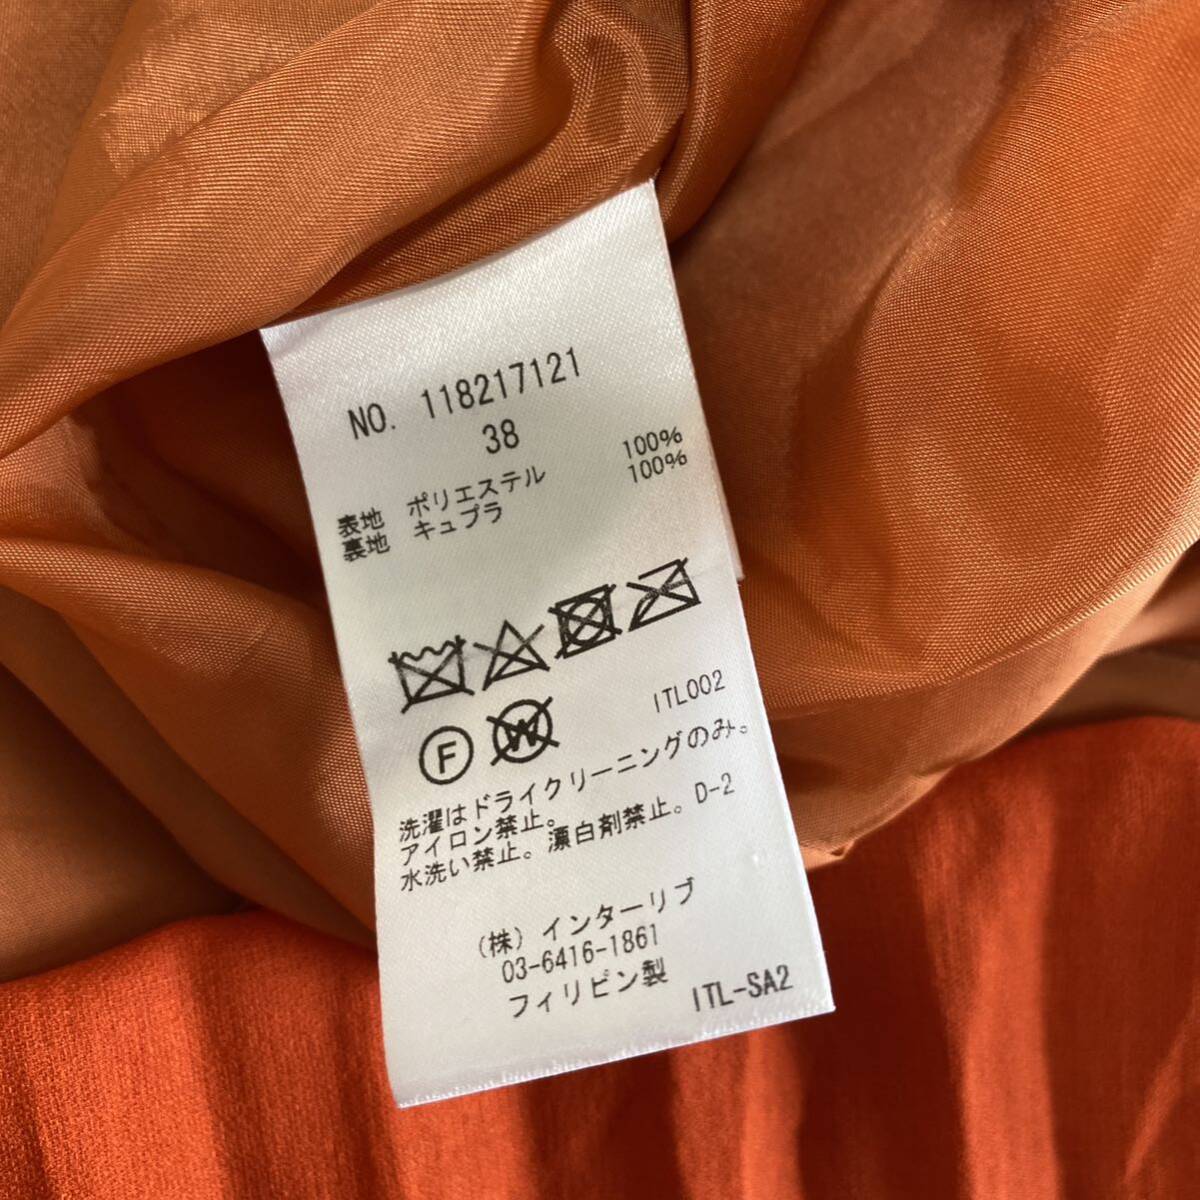 NO. 118217121
38
表地 ポリエステル 100%
裏地 キュプラ 100%
F W ITL002
洗濯はドライクリーニングのみ。
アイロン禁止。
水洗い禁止。漂白剤禁止。D-2
(株)インターリブ
03-6416-1861
フィリピン製
ITL-SA2